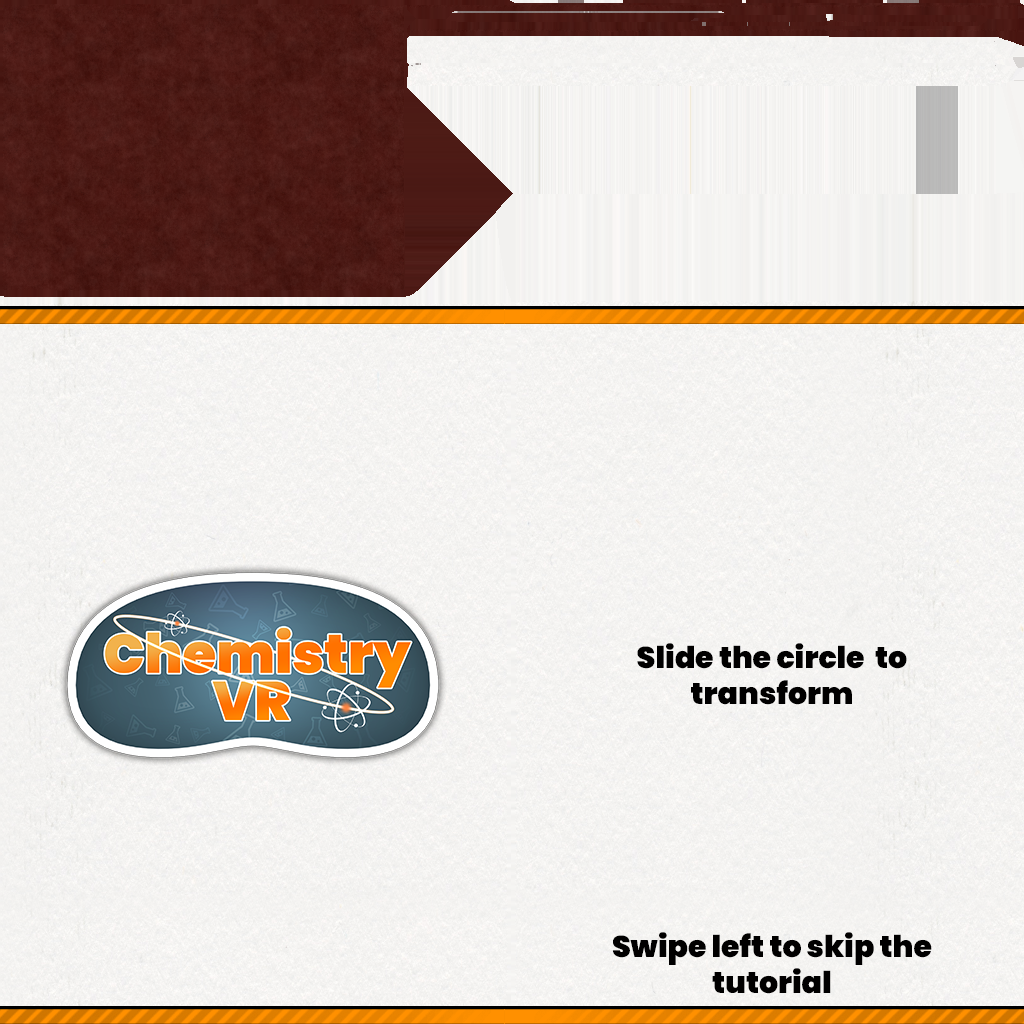 Chemistry
VR
Slide the circle to
transform
Swipe left to skip the
tutorial